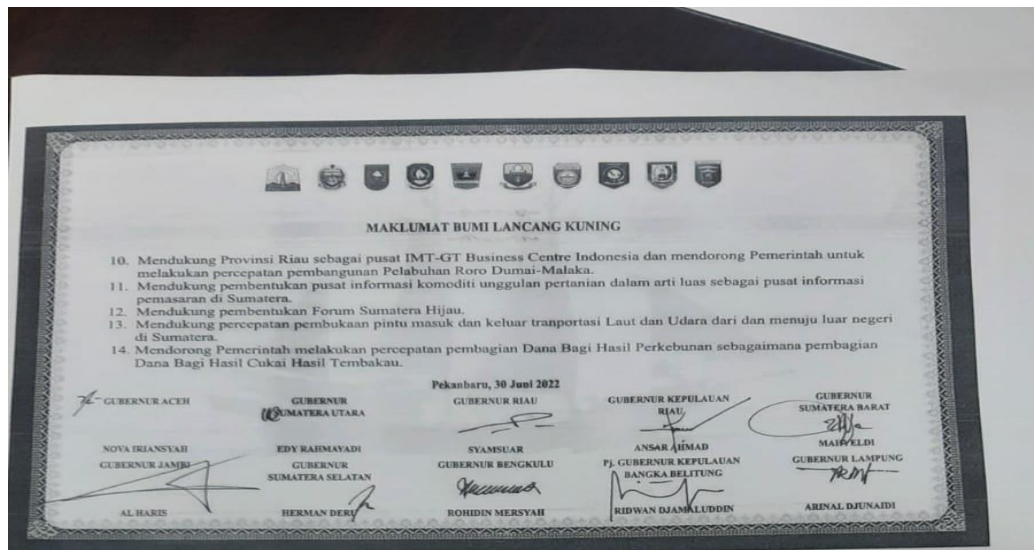 MAKLUMAT BUMI LANCANG KUNING
10. Mendukung Provinsi Riau sebagai pusat IMT-GT Business Centre Indonesia dan mendorong Pemerintah untuk
melakukan percepatan pembangunan Pelabuhan Roro Dumai-Malaka.
11. Mendukung pembentukan pusat informasi komoditi unggulan pertanian dalam arti luas sebagai pusat informasi
pemasaran di Sumatera.
12. Mendukung pembentukan Forum Sumatera Hijau.
13. Mendukung percepatan pembukaan pintu masuk dan keluar tranportasi Laut dan Udara dari dan menuju luar negeri
di Sumatera.
14. Mendorong Pemerintah melakukan percepatan pembagian Dana Bagi Hasil Perkebunan sebagaimana pembagian
Dana Bagi Hasil Cukai Hasil Tembakau.
Pekanbaru, 30 Juni 2022
GUBERNUR ACEH
NOVA IRIANSYAH
GUBERNUR
SUMATERA UTARA
EDY RAHMAYADI
GUBERNUR RIAU
SYAMSUAR
GUBERNUR KEPULAUAN
RIAU
ANSAR AHMAD
GUBERNUR
SUMATERA BARAT
MAHYELDI
GUBERNUR JAMBI
AL HARIS
GUBERNUR
SUMATERA SELATAN
HERMAN DERU
GUBERNUR BENGKULU
ROHIDIN MERSYAH
Pj. GUBERNUR KEPULAUAN
BANGKA BELITUNG
RIDWAN DJAMALUDDIN
GUBERNUR LAMPUNG
ARINAL DJUNAIDI